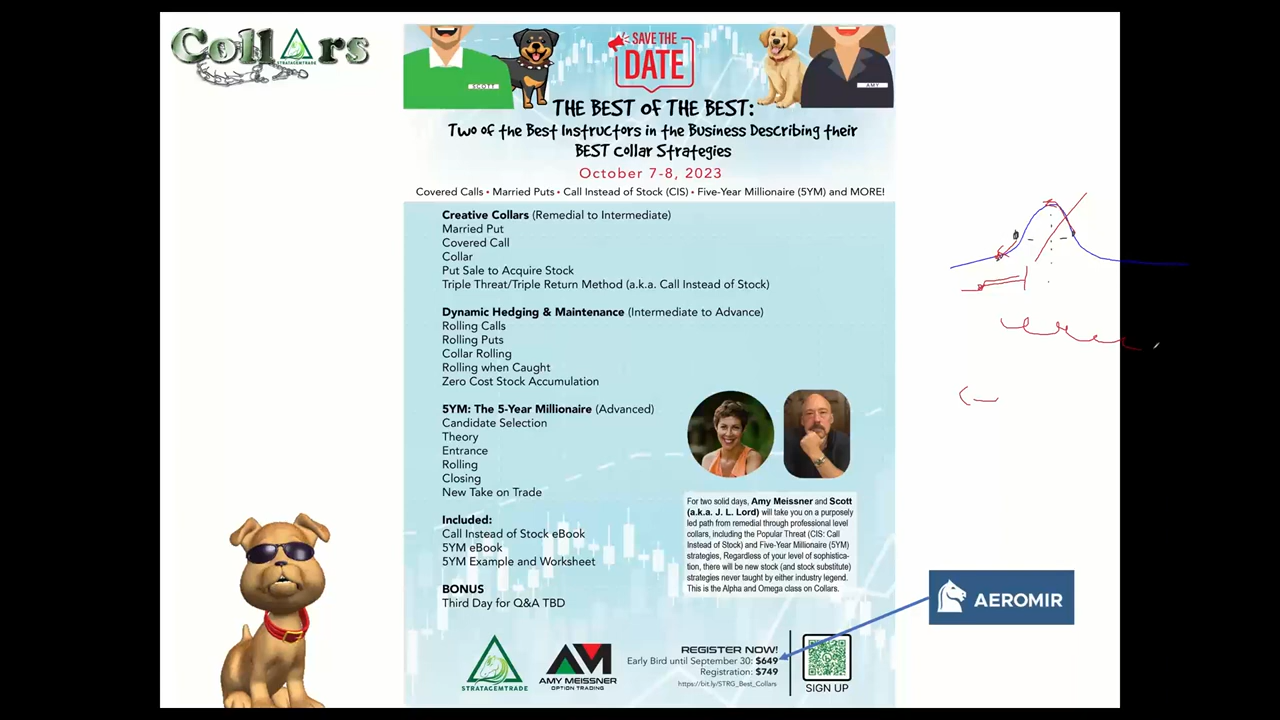 Collars
STRATAGEMTRADE
SCOTT
SAVE THE
DATE
AMY
THE BEST OF THE BEST:
Two of the Best Instructors in the Business Describing their
BEST Collar Strategies
October 7-8, 2023
Covered Calls • Married Puts • Call Instead of Stock (CIS) • Five-Year Millionaire (5YM) and MORE!
Creative Collars (Remedial to Intermediate)
Married Put
Covered Call
Collar
Put Sale to Acquire Stock
Triple Threat/Triple Return Method (a.k.a. Call Instead of Stock)
Dynamic Hedging & Maintenance (Intermediate to Advance)
Rolling Calls
Rolling Puts
Collar Rolling
Rolling when Caught
Zero Cost Stock Accumulation
5YM: The 5-Year Millionaire (Advanced)
Candidate Selection
Theory
Entrance
Rolling
Closing
New Take on Trade
Included:
Call Instead of Stock eBook
5YM eBook
5YM Example and Worksheet
BONUS
Third Day for Q&A TBD
For two solid days, Amy Meissner and Scott
(a.k.a. J. L. Lord) will take you on a purposely
led path from remedial through professional level
collars, including the Popular Threat (CIS: Call
Instead of Stock) and Five-Year Millionaire (5YM)
strategies, Regardless of your level of sophistica-
tion, there will be new stock (and stock substitute)
strategies never taught by either industry legend.
This is the Alpha and Omega class on Collars.
AEROMIR
STRATAGEMTRADE
AMY MEISSNER
OPTION TRADING
REGISTER NOW!
Early Bird until September 30: $649
Registration: $749
https://bit.ly/STRG_Best_Collars
SIGN UP